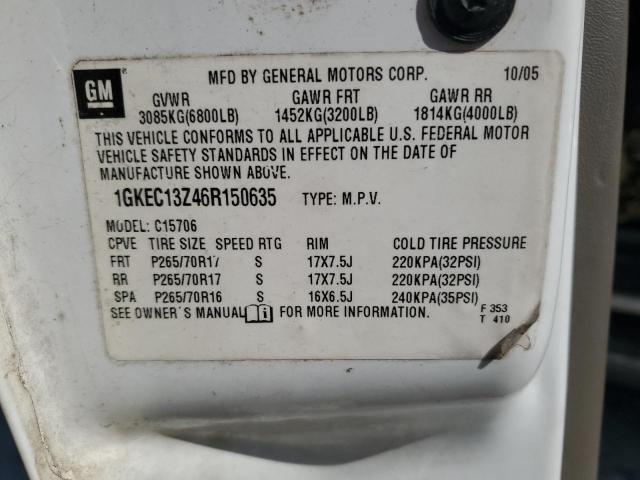 GM
MFD BY GENERAL MOTORS CORP. 10/05
GVWR GAWR FRT GAWR RR
3085KG(6800LB) 1452KG(3200LB) 1814KG(4000LB)
THIS VEHICLE CONFORMS TO ALL APPLICABLE U.S. FEDERAL MOTOR
VEHICLE SAFETY STANDARDS IN EFFECT ON THE DATE OF
MANUFACTURE SHOWN ABOVE.
1GKEC13Z46R150635 TYPE: M.P.V.
MODEL: C15706
CPVE TIRE SIZE SPEED RTG RIM COLD TIRE PRESSURE
FRT P265/70R17 S 17X7.5J 220KPA(32PSI)
RR P265/70R17 S 17X7.5J 220KPA(32PSI)
SPA P265/70R16 S 16X6.5J 240KPA(35PSI)
SEE OWNER'S MANUAL FOR MORE INFORMATION.
F 353
T 410